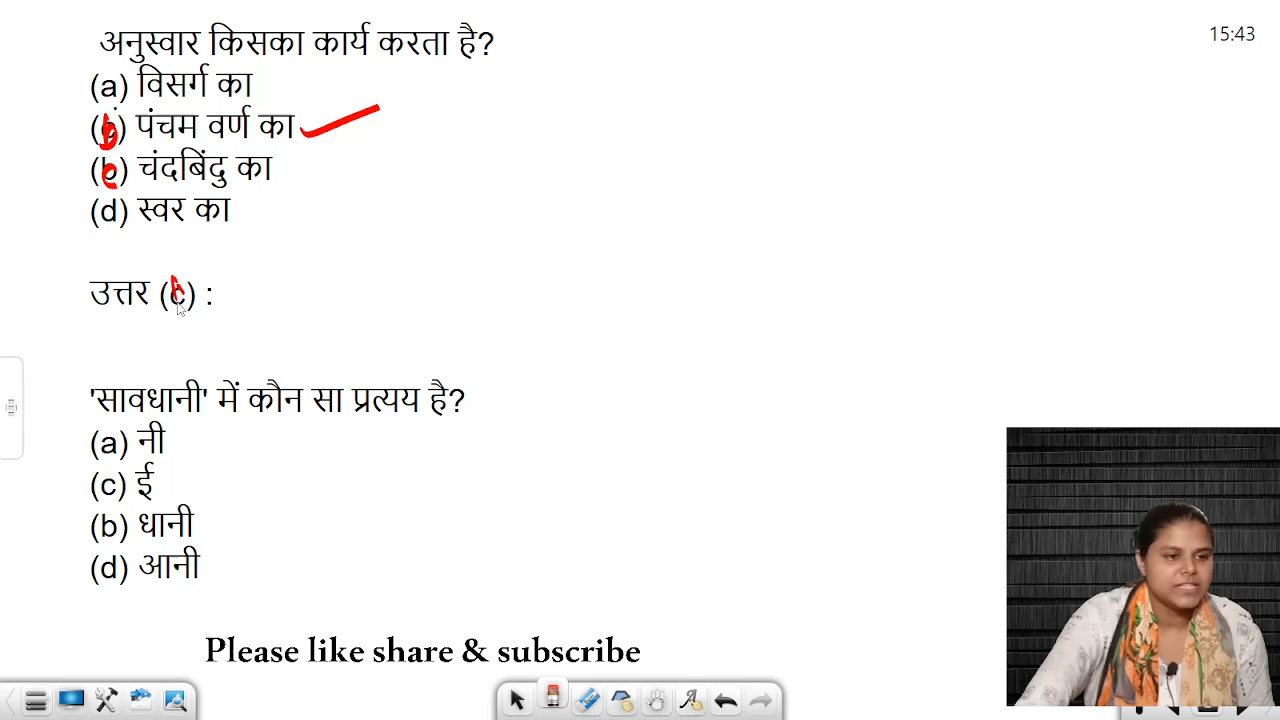 अनुस्वार किसका कार्य करता है?
15:43
(a) विसर्ग का
(b) पंचम वर्ण का
(c) चंदबिंदु का
(d) स्वर का
उत्तर (b) :
'सावधानी' में कौन सा प्रत्यय है?
(a) नी
(c) ई
(b) धानी
(d) आनी
Please like share & subscribe